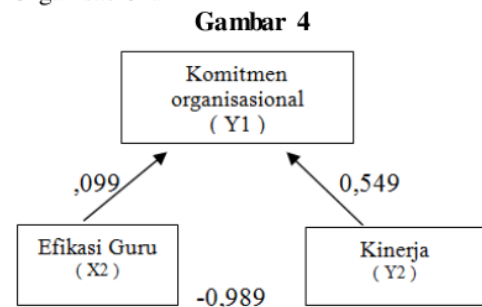 Gambar 4
Komitmen
organisasional
( Y1 )
,099
0,549
Efikasi Guru
( X2 )
Kinerja
( Y2 )
-0,989